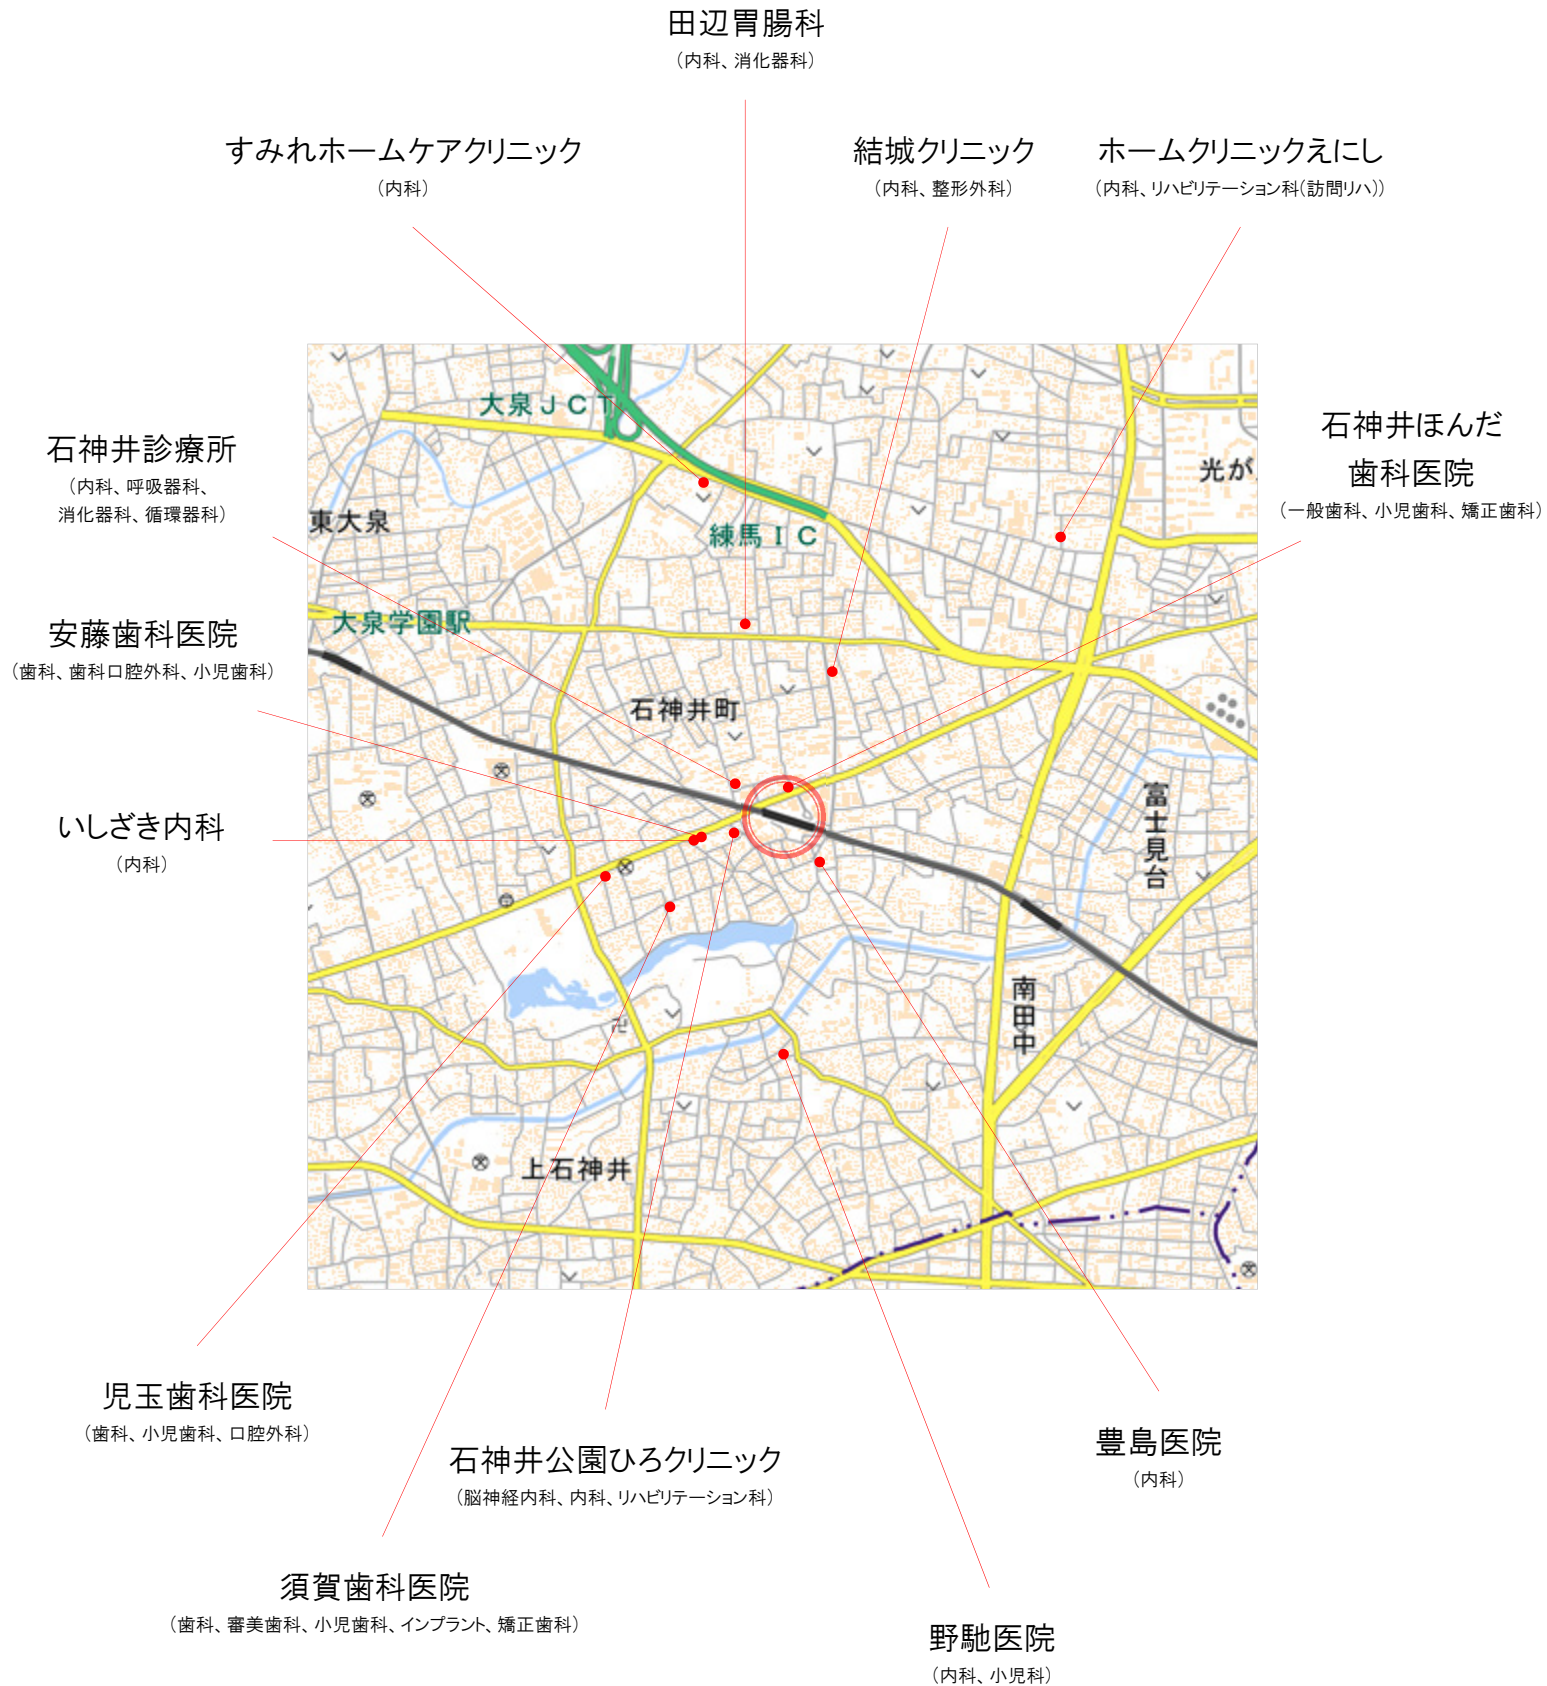 田辺胃腸科
（内科、消化器科）
すみれホームケアクリニック
（内科）
結城クリニック
（内科、整形外科）
ホームクリニックえにし
（内科、リハビリテーション科(訪問リハ)）
石神井ほんだ
歯科医院
（一般歯科、小児歯科、矯正歯科）
石神井診療所
（内科、呼吸器科、
消化器科、循環器科）
安藤歯科医院
（歯科、歯科口腔外科、小児歯科）
いしざき内科
（内科）
大泉JCT
光が
東大泉
練馬IC
大泉学園駅
石神井町
富士見台
南田中
上石神井
児玉歯科医院
（歯科、小児歯科、口腔外科）
石神井公園ひろクリニック
（脳神経内科、内科、リハビリテーション科）
豊島医院
（内科）
須賀歯科医院
（歯科、審美歯科、小児歯科、インプラント、矯正歯科）
野馳医院
（内科、小児科）